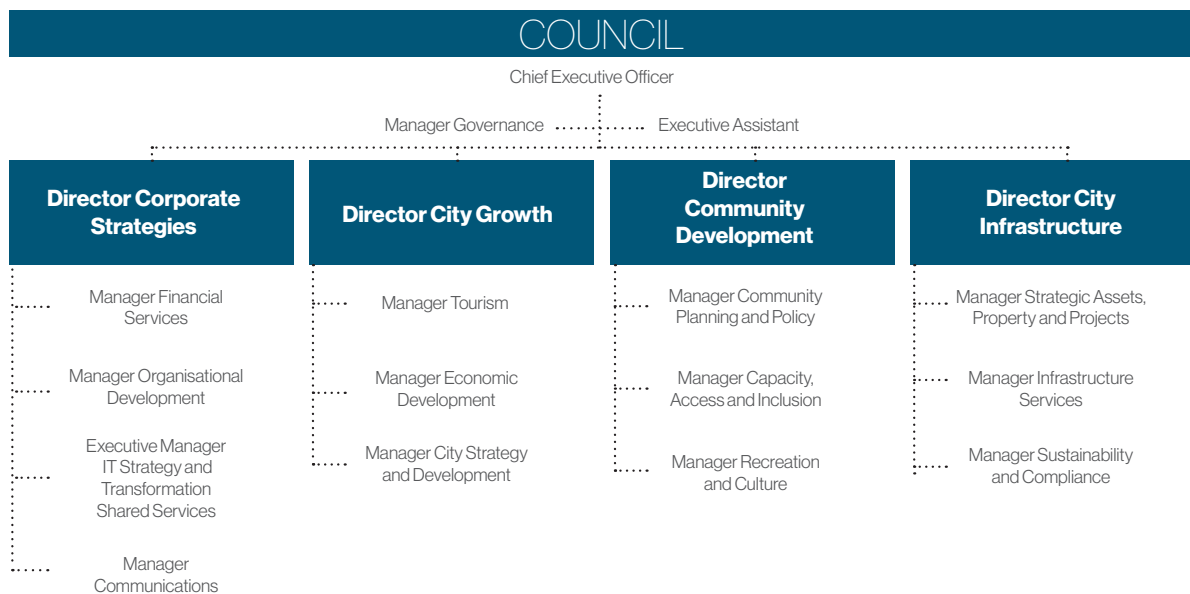 COUNCIL
Chief Executive Officer
Manager Governance
Executive Assistant
Director Corporate
Strategies
Manager Financial
Services
Manager Organisational
Development
Executive Manager
IT Strategy and
Transformation
Shared Services
Manager
Communications
Director City Growth
Manager Tourism
Manager Economic
Development
Manager City Strategy
and Development
Director
Community
Development
Manager Community
Planning and Policy
Manager Capacity,
Access and Inclusion
Manager Recreation
and Culture
Director City
Infrastructure
Manager Strategic Assets,
Property and Projects
Manager Infrastructure
Services
Manager Sustainability
and Compliance